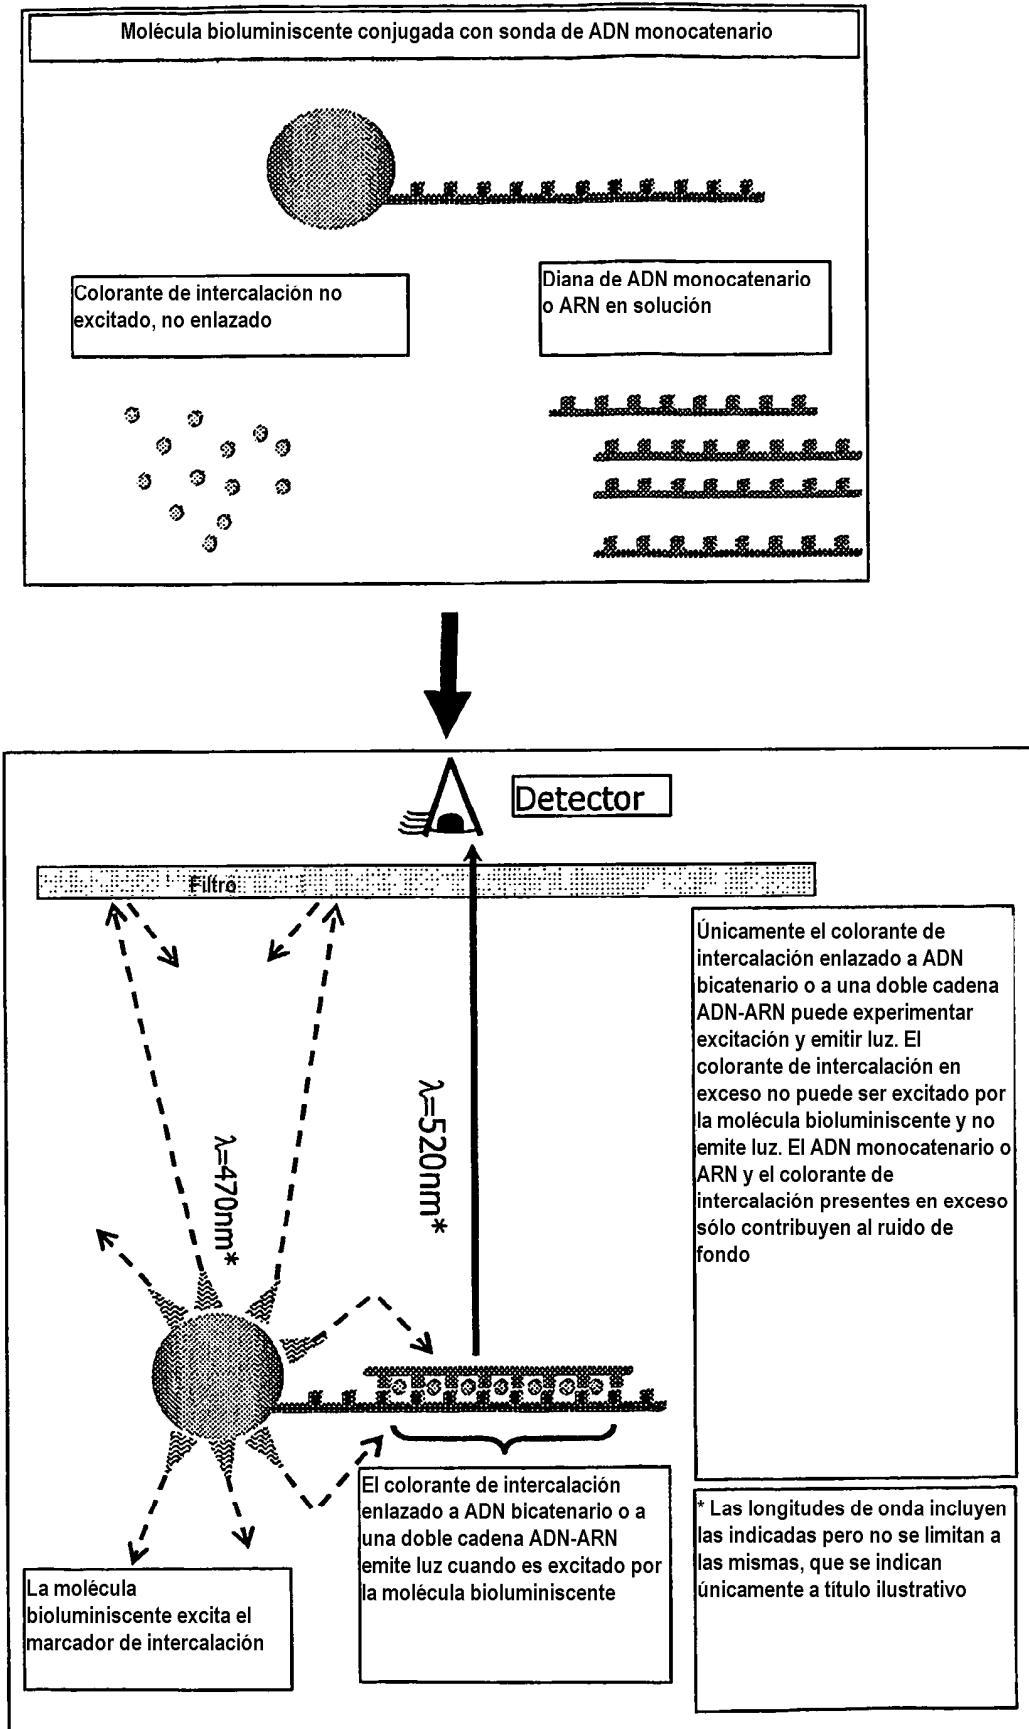 Molécula bioluminiscente conjugada con sonda de ADN monocatenario
Colorante de intercalación no
excitado, no enlazado
Diana de ADN monocatenario
o ARN en solución
Detector
Filtro
λ=470nm*
λ=520nm*
Únicamente el colorante de
intercalación enlazado a ADN
bicatenario o a una doble cadena
ADN-ARN puede experimentar
excitación y emitir luz. El
colorante de intercalación en
exceso no puede ser excitado por
la molécula bioluminiscente y no
emite luz. El ADN monocatenario o
ARN y el colorante de
intercalación presentes en exceso
sólo contribuyen al ruido de
fondo
El colorante de intercalación
enlazado a ADN bicatenario o a
una doble cadena ADN-ARN
emite luz cuando es excitado por
la molécula bioluminiscente
* Las longitudes de onda incluyen
las indicadas pero no se limitan a
las mismas, que se indican
únicamente a título ilustrativo
La molécula
bioluminiscente excita el
marcador de intercalación